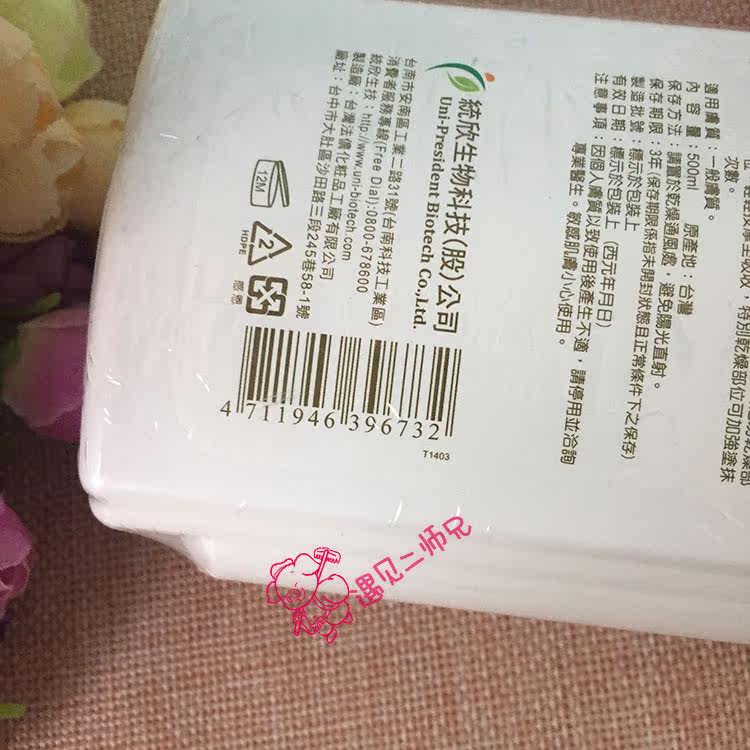 次數。
適用膚質：一般膚質。
內容量：500ml 原產地：台灣
保存方法：請置於乾燥通風處，避免陽光直射。
保存期限：3年(保存期限係指未開封狀態且正常條件下之保存)
製造批號：標示於包裝上
有效日期：標示於包裝上 (西元年月日)
注意事項：因個人膚質以致使用後產生不適，請停用並洽詢
專業醫生。敏感肌膚小心使用。
統欣生物科技(股)公司
Uni-President Biotech Co.,Ltd.
台南市安南區工業二路31號(台南科技工業區)
消費者服務專線(Free Dial):0800-678600
統欣生技：http://www.uni-biotech.com
製造廠：台灣法儂化粧品工廠有限公司
廠址：台中市大肚區沙田路三段245巷58-1號
12M
2
HDPE
4 711946 396732
T1403
遇见二师兄